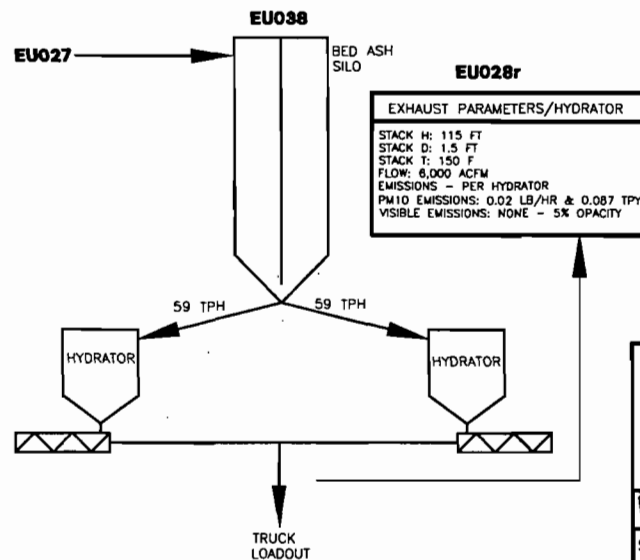 EU038
EU027
BED ASH
SILO
EU028r
EXHAUST PARAMETERS/HYDRATOR
STACK H: 115 FT
STACK D: 1.5 FT
STACK T: 150 F
FLOW: 6,000 ACFM
EMISSIONS - PER HYDRATOR
PM10 EMISSIONS: 0.02 LB/HR & 0.087 TPY
VISIBLE EMISSIONS: NONE - 5% OPACITY
59 TPH
59 TPH
HYDRATOR
HYDRATOR
TRUCK
LOADOUT